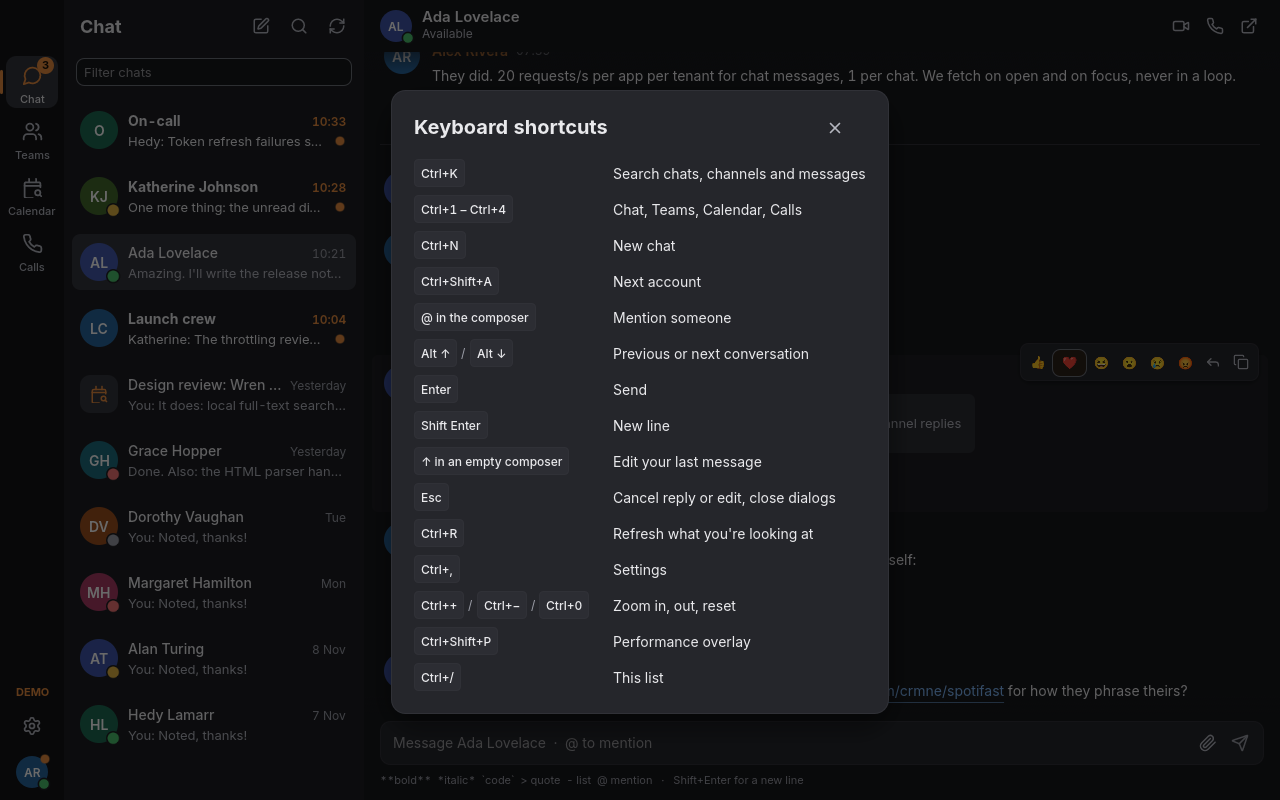 Chat
Filter chats
3
Chat
Teams
Calendar
Calls
DEMO
AR
O
On-call
10:33
Hedy: Token refresh failures s...
KJ
Katherine Johnson
10:28
One more thing: the unread di...
AL
Ada Lovelace
10:21
Amazing. I'll write the release not...
LC
Launch crew
10:04
Katherine: The throttling revie...
Design review: Wren ...
Yesterday
You: It does: local full-text search...
GH
Grace Hopper
Yesterday
Done. Also: the HTML parser han...
DV
Dorothy Vaughan
Tue
You: Noted, thanks!
MH
Margaret Hamilton
Mon
You: Noted, thanks!
AT
Alan Turing
8 Nov
You: Noted, thanks!
HL
Hedy Lamarr
7 Nov
You: Noted, thanks!
AL
Ada Lovelace
Available
AR
Alex Rivera
They did. 20 requests/s per app per tenant for chat messages, 1 per chat. We fetch on open and on focus, never in a loop.
Keyboard shortcuts
Ctrl+K Search chats, channels and messages
Ctrl+1 – Ctrl+4 Chat, Teams, Calendar, Calls
Ctrl+N New chat
Ctrl+Shift+A Next account
@ in the composer Mention someone
Alt ↑ / Alt ↓ Previous or next conversation
Enter Send
Shift Enter New line
↑ in an empty composer Edit your last message
Esc Cancel reply or edit, close dialogs
Ctrl+R Refresh what you're looking at
Ctrl+, Settings
Ctrl++ / Ctrl+− / Ctrl+0 Zoom in, out, reset
Ctrl+Shift+P Performance overlay
Ctrl+/ This list
replies
self:
/crmne/spotifast for how they phrase theirs?
Message Ada Lovelace · @ to mention
**bold** *italic* `code` > quote - list @ mention · Shift+Enter for a new line